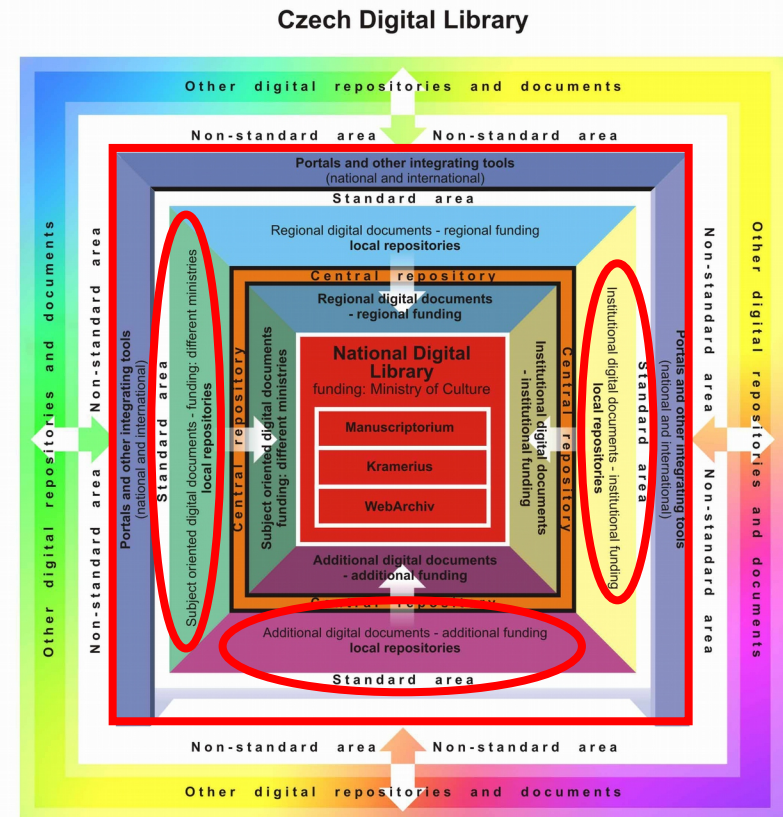 Czech Digital Library
Other digital repositories and documents
Non-standard area Non-standard area
Portals and other integrating tools
(national and international)
Standard area
Regional digital documents - regional funding
local repositories
Central repository
Regional digital documents
- regional funding
Other digital repositories and documents
Non-standard area Non-standard area
Portals and other integrating tools
(national and international)
Standard area
Subject oriented digital documents - funding: different ministries
local repositories
Central repository
Subject oriented digital documents
funding: different ministries
National Digital
Library
funding: Ministry of Culture
Manuscriptorium
Kramerius
WebArchiv
Institutional digital documents
- institutional funding
Central repository
Institutional digital documents - institutional funding
local repositories
Standard area
Portals and other integrating tools
(national and international)
Non-standard area Non-standard area
Other digital repositories and documents
Additional digital documents
- additional funding
Central repository
Additional digital documents - additional funding
local repositories
Standard area
Non-standard area Non-standard area
Other digital repositories and documents